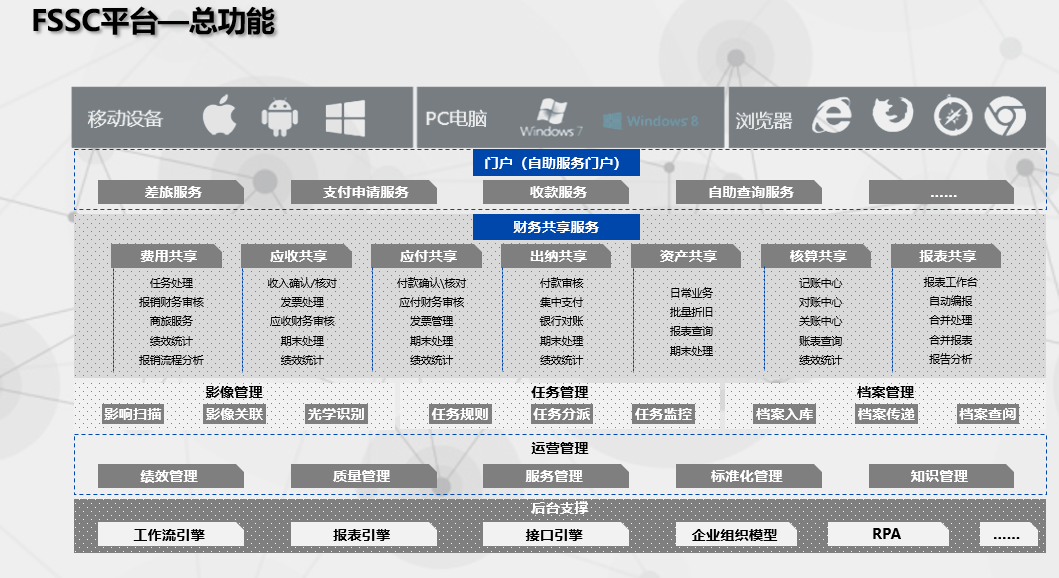 FSSC平台—总功能
移动设备
PC电脑
Windows 7
Windows 8
浏览器
门户（自助服务门户）
差旅服务
支付申请服务
收款服务
自助查询服务
......
财务共享服务
费用共享
任务处理
报销财务审核
商旅服务
绩效统计
报销流程分析
应收共享
收入确认/核对
发票处理
应收财务审核
期末处理
绩效统计
应付共享
付款确认\核对
应付财务审核
发票管理
期末处理
绩效统计
出纳共享
付款审核
集中支付
银行对账
期末处理
绩效统计
资产共享
日常业务
批量折旧
报表查询
期末处理
核算共享
记账中心
对账中心
关账中心
账表查询
绩效统计
报表共享
报表工作台
自动编报
合并处理
合并报表
报告分析
影像管理
影响扫描
影像关联
光学识别
任务管理
任务规则
任务分派
任务监控
档案管理
档案入库
档案传递
档案查阅
运营管理
绩效管理
质量管理
服务管理
标准化管理
知识管理
后台支撑
工作流引擎
报表引擎
接口引擎
企业组织模型
RPA
......